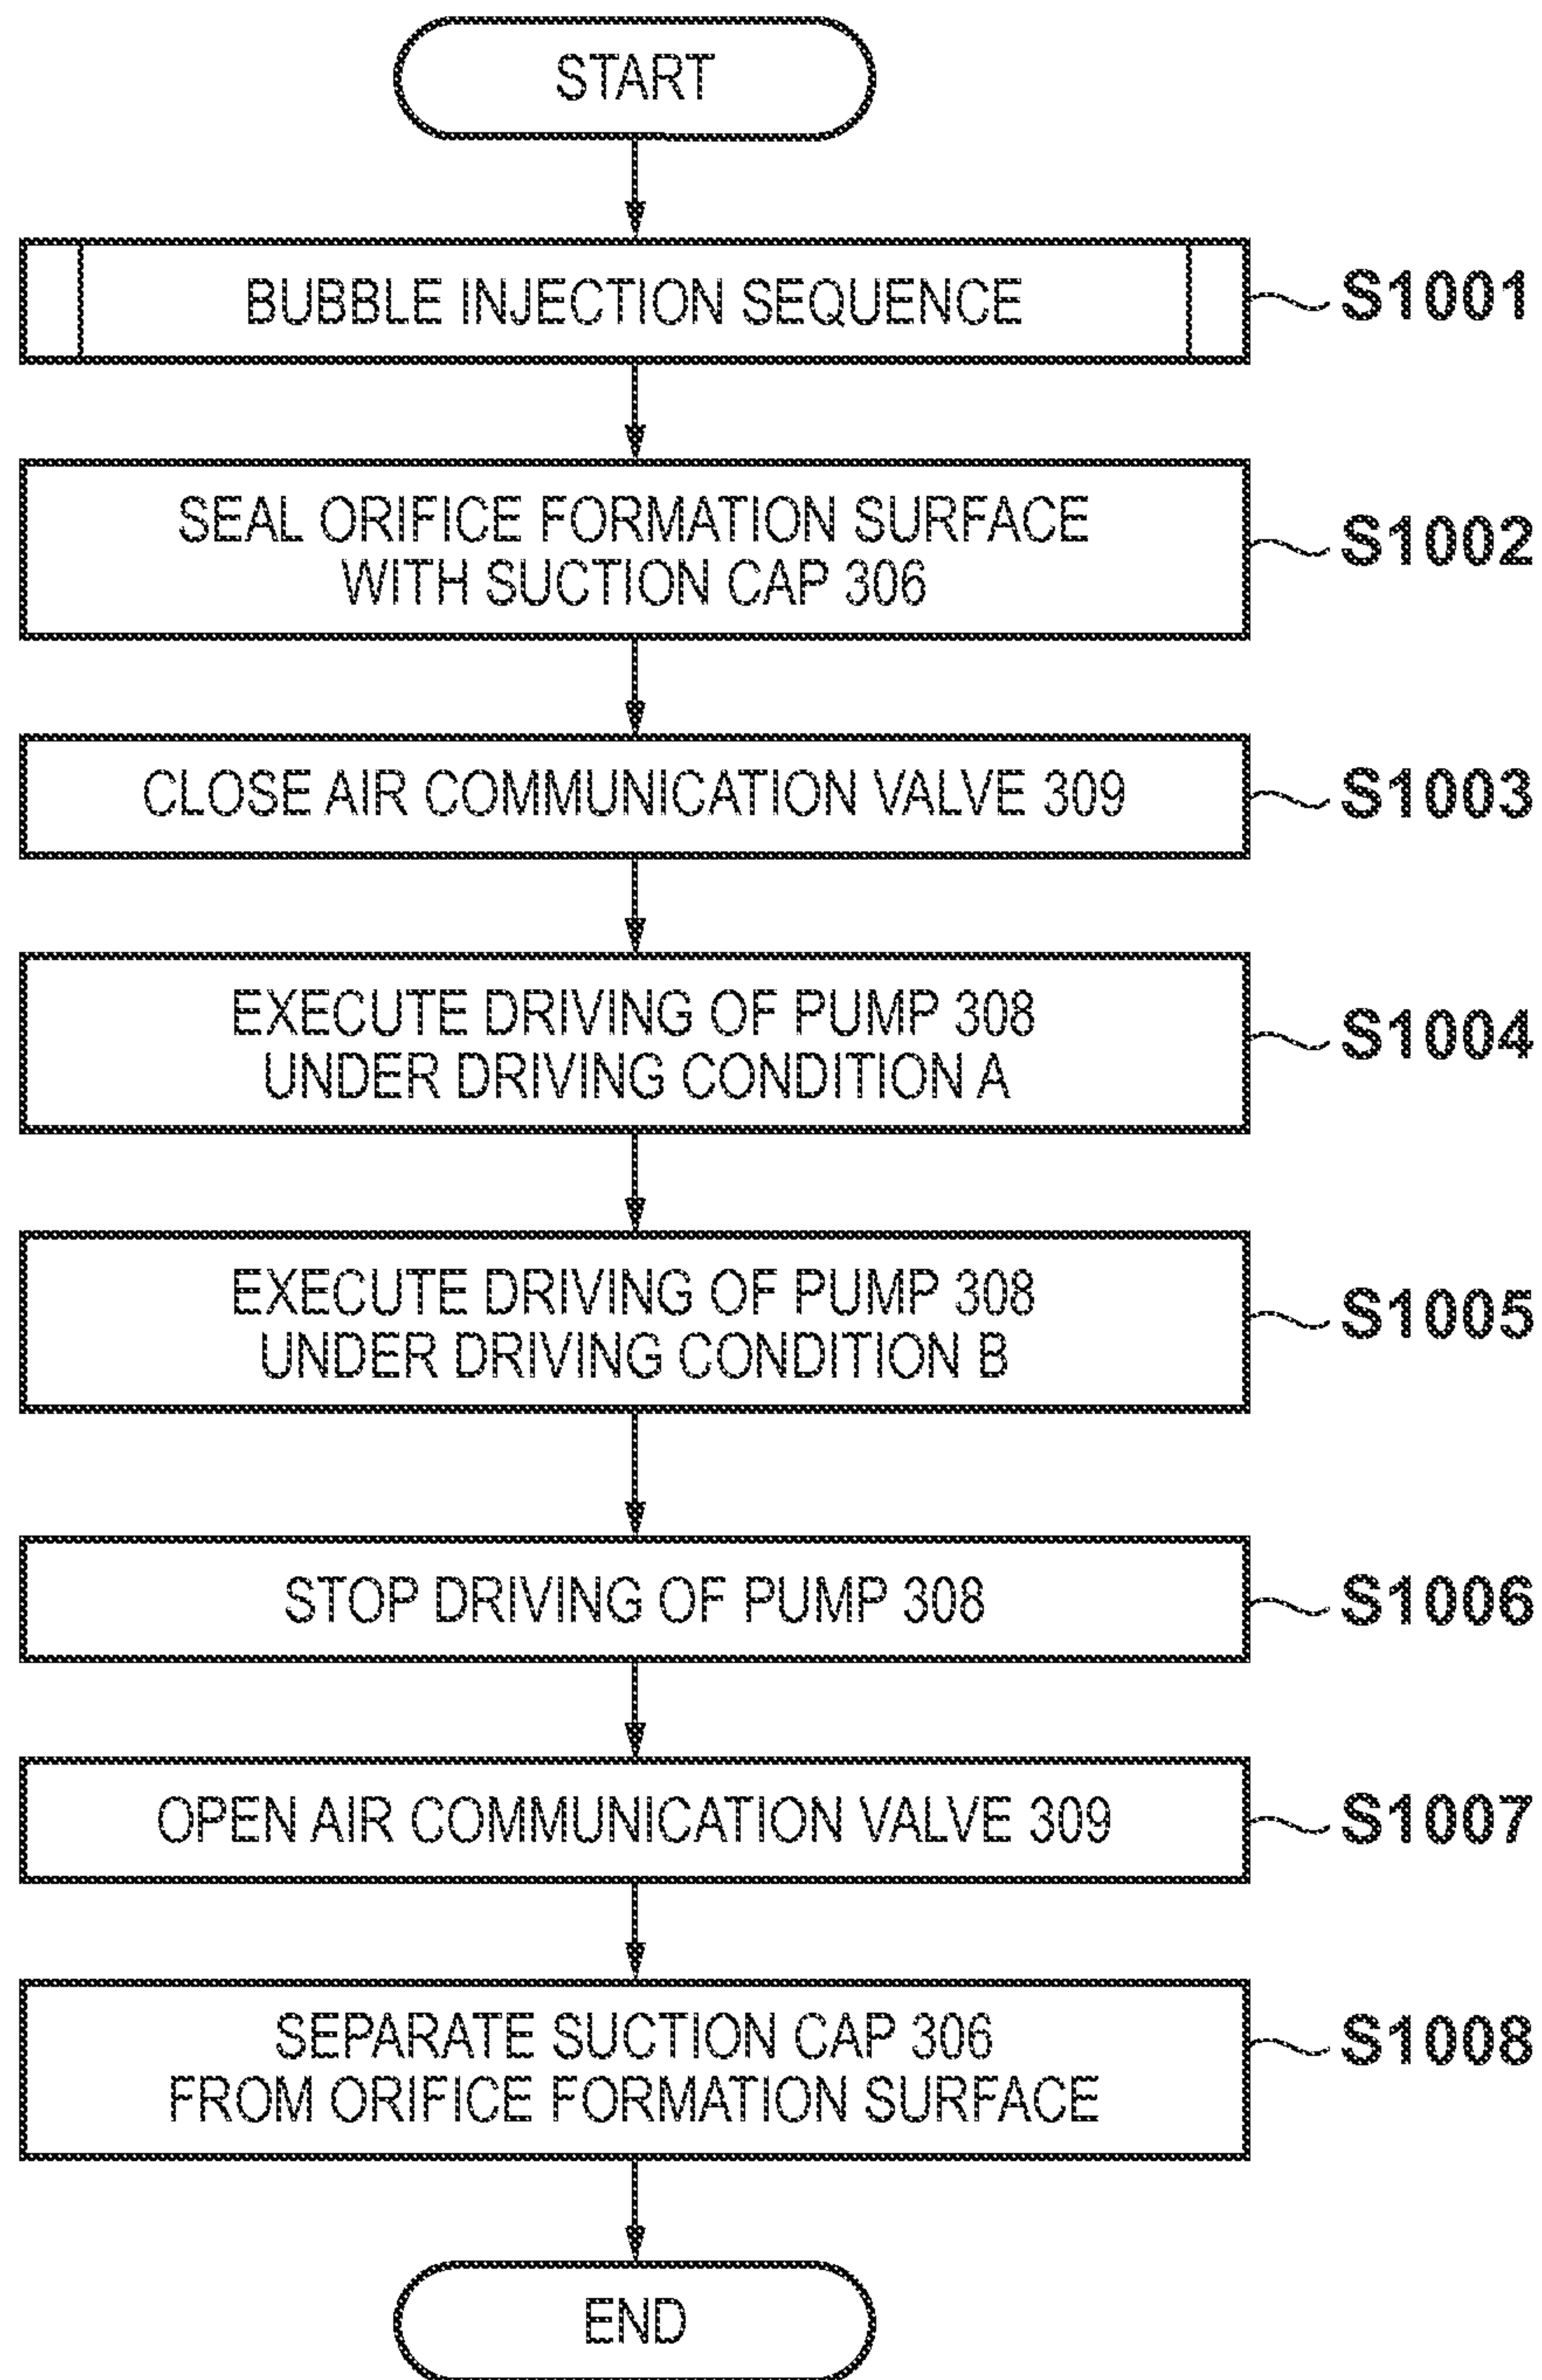 START
BUBBLE INJECTION SEQUENCE
S1001
SEAL ORIFICE FORMATION SURFACE
WITH SUCTION CAP 306
S1002
CLOSE AIR COMMUNICATION VALVE 309
S1003
EXECUTE DRIVING OF PUMP 308
UNDER DRIVING CONDITION A
S1004
EXECUTE DRIVING OF PUMP 308
UNDER DRIVING CONDITION B
S1005
STOP DRIVING OF PUMP 308
S1006
OPEN AIR COMMUNICATION VALVE 309
S1007
SEPARATE SUCTION CAP 306
FROM ORIFICE FORMATION SURFACE
S1008
END